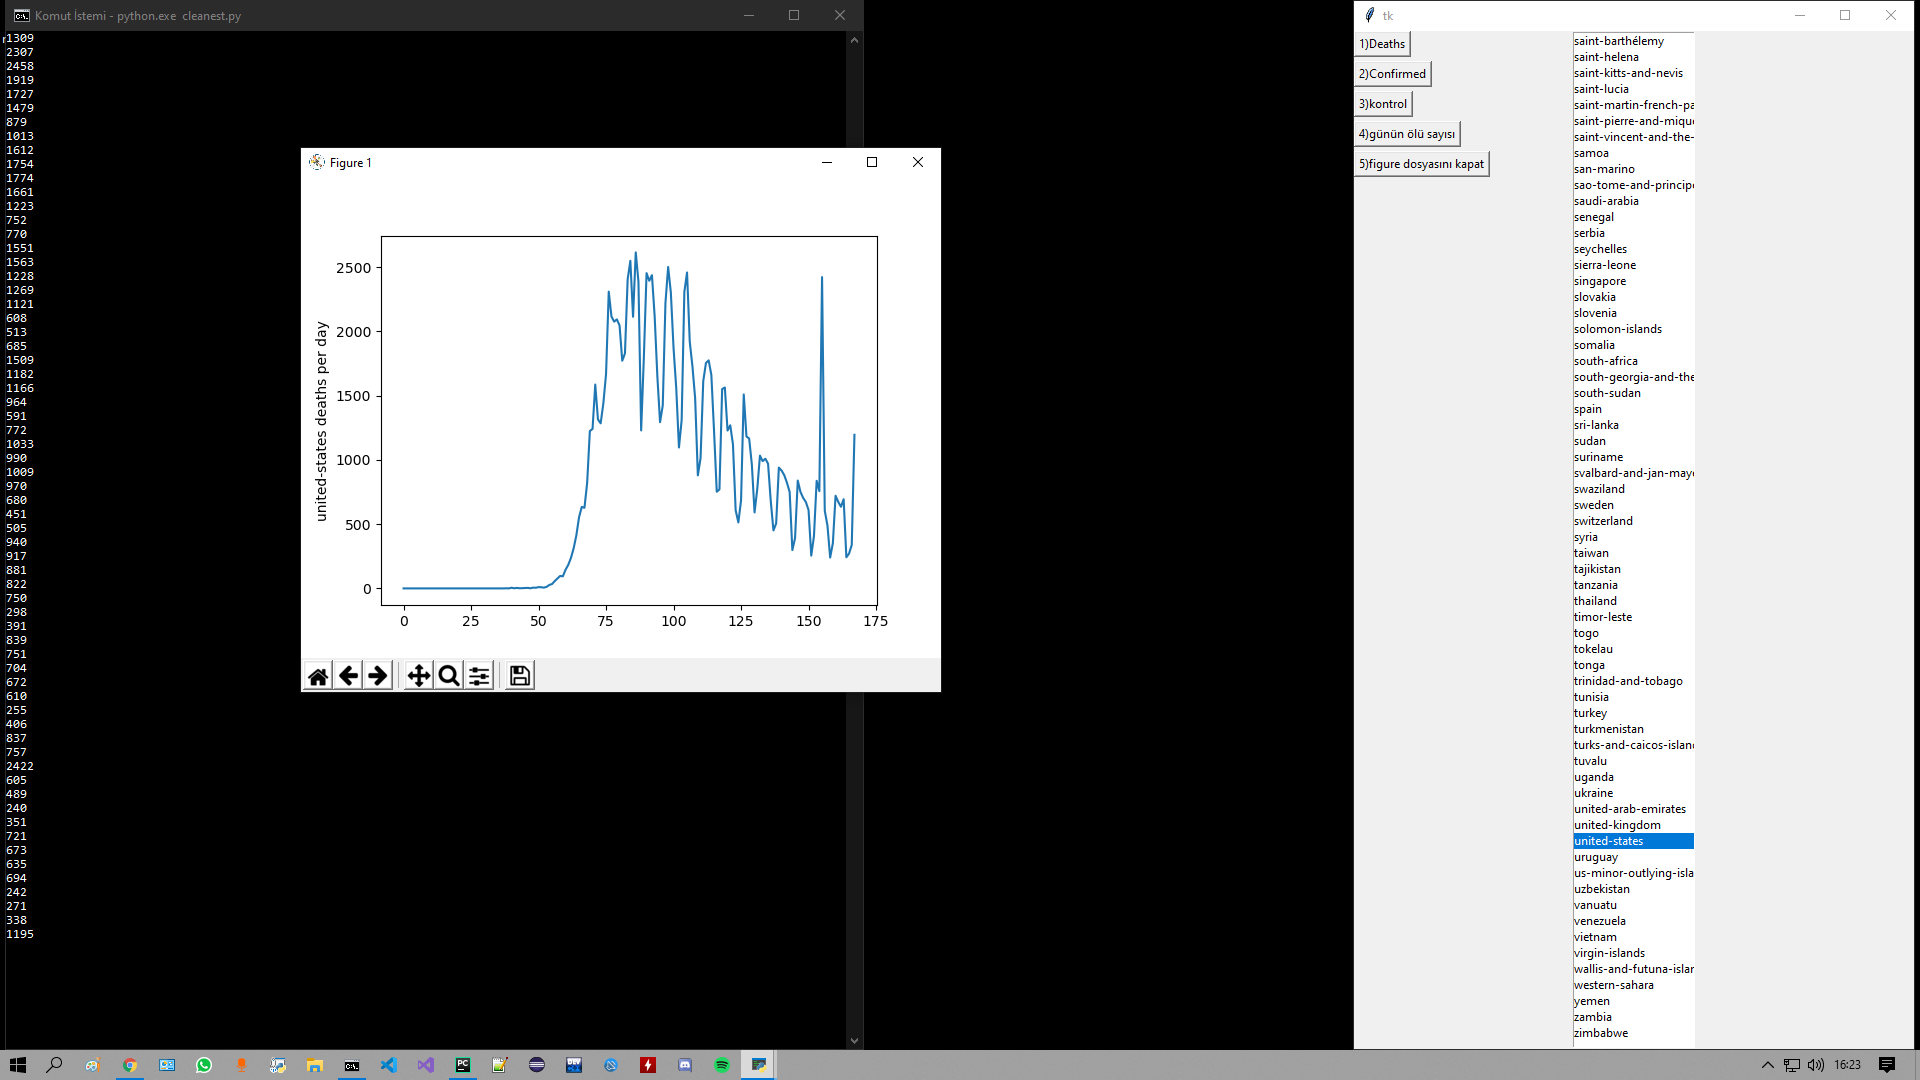 Komut İstemi - python.exe  cleanest.py
1309
2307
2458
1919
1727
1479
879
1013
1612
1754
1774
1661
1223
752
770
1551
1563
1228
1269
1121
608
513
685
1509
1182
1166
964
591
772
1033
990
1009
970
680
451
505
940
917
881
822
750
298
391
839
751
704
672
610
255
406
837
757
2422
605
489
240
351
721
673
635
694
242
271
338
1195
Figure 1
united-states deaths per day
2500
2000
1500
1000
500
0
0 25 50 75 100 125 150 175
tk
1)Deaths
2)Confirmed
3)kontrol
4)günün ölü sayısı
5)figure dosyasını kapat
saint-barthélemy
saint-helena
saint-kitts-and-nevis
saint-lucia
saint-martin-french-pa
saint-pierre-and-mique
saint-vincent-and-the-
samoa
san-marino
sao-tome-and-principe
saudi-arabia
senegal
serbia
seychelles
sierra-leone
singapore
slovakia
slovenia
solomon-islands
somalia
south-africa
south-georgia-and-the
south-sudan
spain
sri-lanka
sudan
suriname
svalbard-and-jan-maye
swaziland
sweden
switzerland
syria
taiwan
tajikistan
tanzania
thailand
timor-leste
togo
tokelau
tonga
trinidad-and-tobago
tunisia
turkey
turkmenistan
turks-and-caicos-island
tuvalu
uganda
ukraine
united-arab-emirates
united-kingdom
united-states
uruguay
us-minor-outlying-isla
uzbekistan
vanuatu
venezuela
vietnam
virgin-islands
wallis-and-futuna-islan
western-sahara
yemen
zambia
zimbabwe
16:23